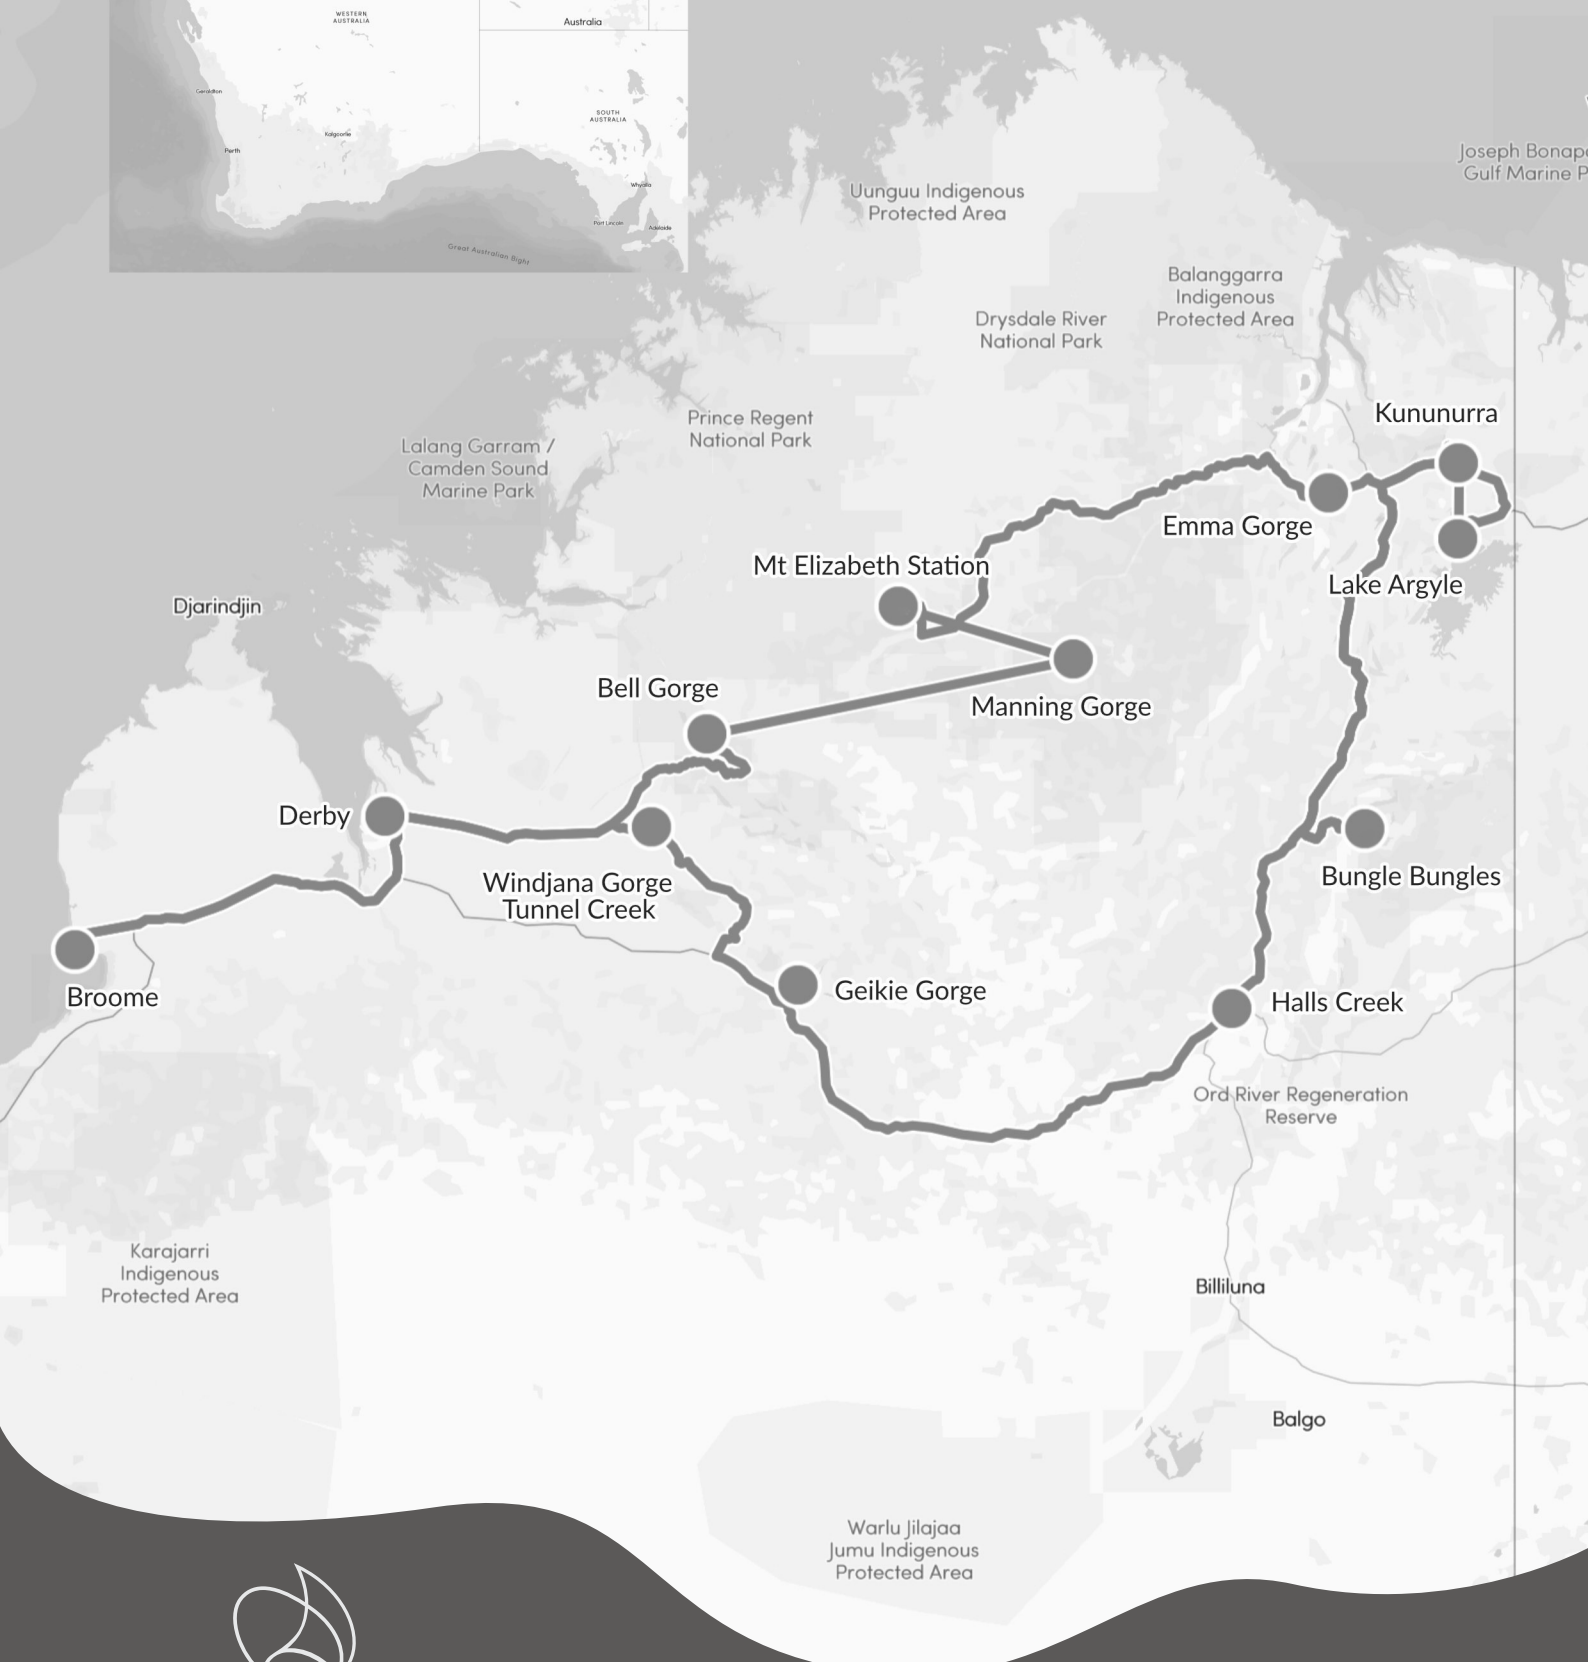 WESTERN
AUSTRALIA
Australia
Geraldton
SOUTH
AUSTRALIA
Kalgoorlie
Perth
Whyalla
Port Lincoln
Adelaide
Great Australian Bight
Joseph Bonap
Gulf Marine P
Uunguu Indigenous
Protected Area
Balanggarra
Indigenous
Protected Area
Drysdale River
National Park
Prince Regent
National Park
Kununurra
Lalang Garram /
Camden Sound
Marine Park
Emma Gorge
Mt Elizabeth Station
Lake Argyle
Djarindjin
Bell Gorge
Manning Gorge
Derby
Bungle Bungles
Windjana Gorge
Tunnel Creek
Broome
Geikie Gorge
Halls Creek
Ord River Regeneration
Reserve
Karajarri
Indigenous
Protected Area
Billiluna
Balgo
Warlu Jilajaa
Jumu Indigenous
Protected Area